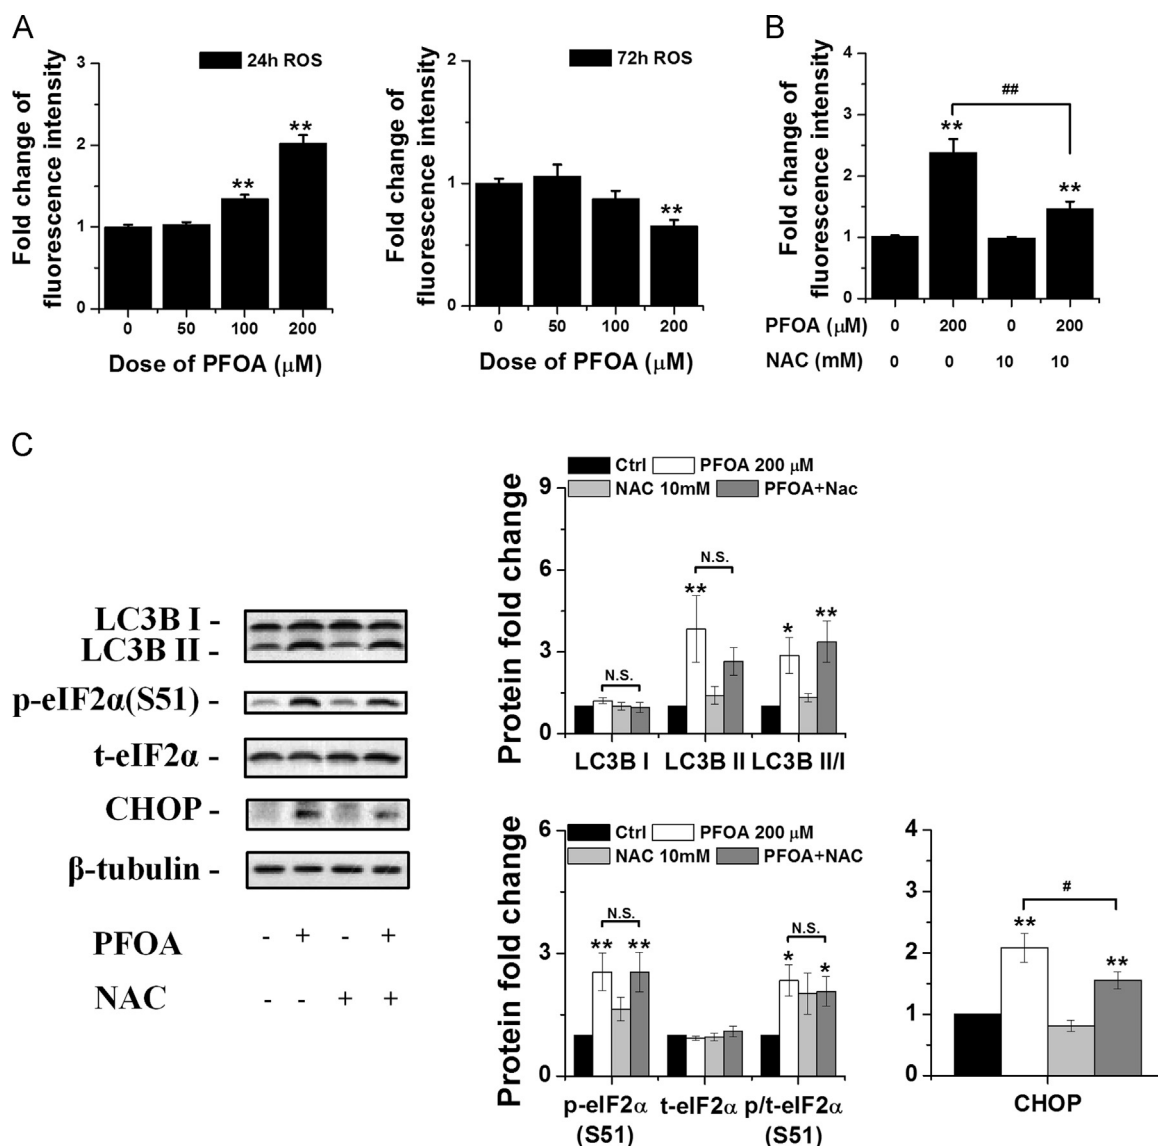 A
24h ROS
Fold change of
fluorescence intensity
3
2
1
0
**
**
0 50 100 200
Dose of PFOA (μM)
72h ROS
Fold change of
fluorescence intensity
2
1
0
**
0 50 100 200
Dose of PFOA (μM)
B
Fold change of
fluorescence intensity
4
3
2
1
0
##
**
**
PFOA (μM) 0 200 0 200
NAC (mM) 0 0 10 10
C
LC3B I -
LC3B II -
p-eIF2α(S51) -
t-eIF2α -
CHOP -
β-tubulin -
PFOA - + - +
NAC - - + +
Ctrl PFOA 200 μM
NAC 10mM PFOA+Nac
Protein fold change
9
6
3
0
N.S.
N.S.
**
*
**
LC3B I LC3B II LC3B II/I
Ctrl PFOA 200 μM
NAC 10mM PFOA+NAC
Protein fold change
6
3
0
N.S.
N.S.
** **
* *
p-eIF2α t-eIF2α p/t-eIF2α
(S51) (S51)
4
3
2
1
0
#
**
**
CHOP